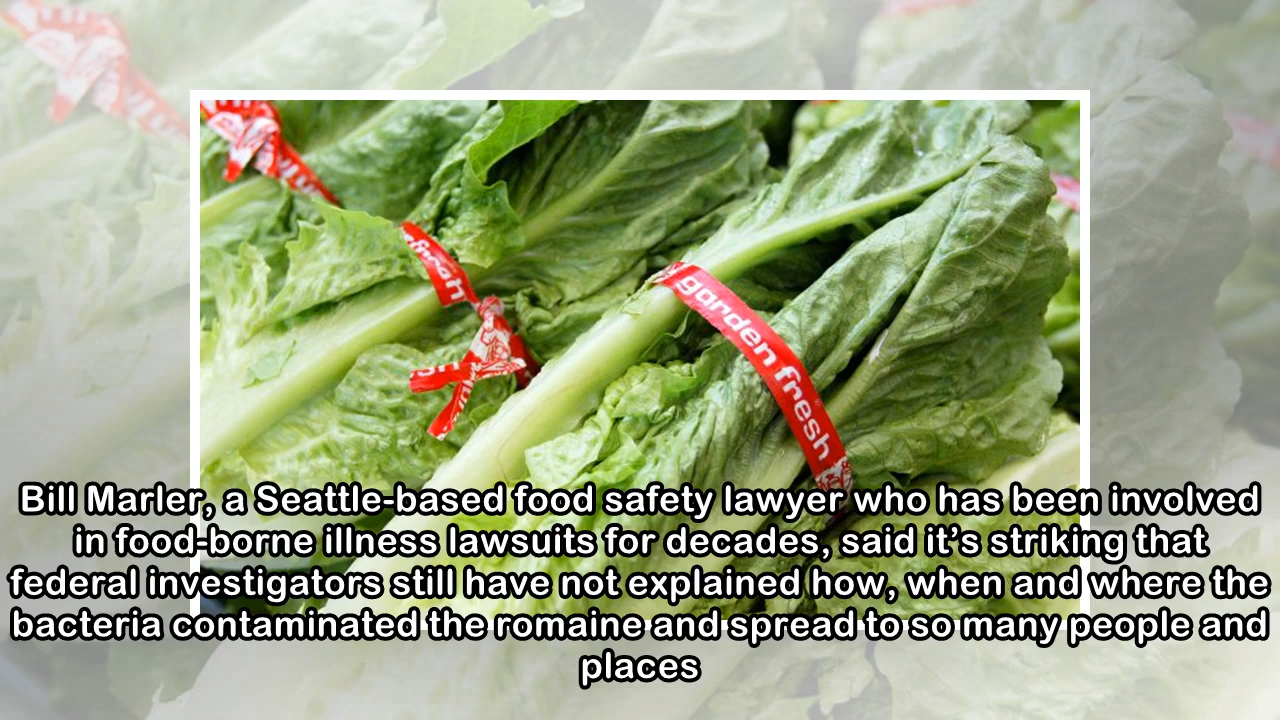 fresh
garden fresh
Bill Marler, a Seattle-based food safety lawyer who has been involved
in food-borne illness lawsuits for decades, said it’s striking that
federal investigators still have not explained how, when and where the
bacteria contaminated the romaine and spread to so many people and
places